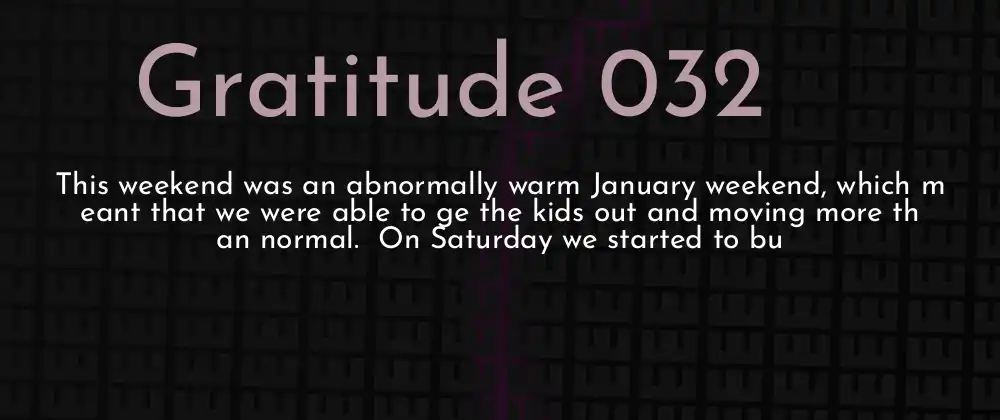 Gratitude 032
This weekend was an abnormally warm January weekend, which m
eant that we were able to ge the kids out and moving more th
an normal.  On Saturday we started to bu